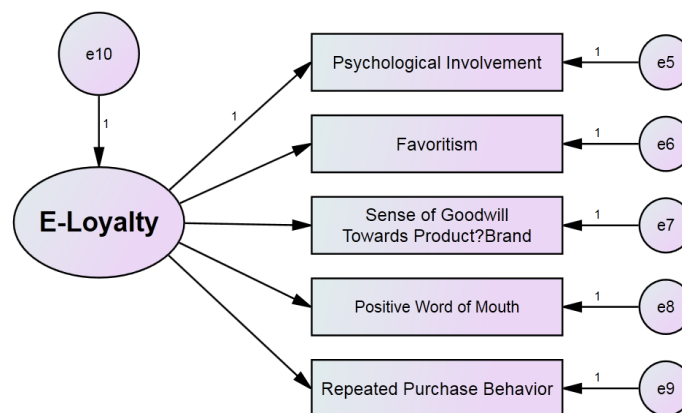 e10
1
E-Loyalty
1
Psychological Involvement
1
e5
Favoritism
1
e6
Sense of Goodwill
Towards Product?Brand
1
e7
Positive Word of Mouth
1
e8
Repeated Purchase Behavior
1
e9